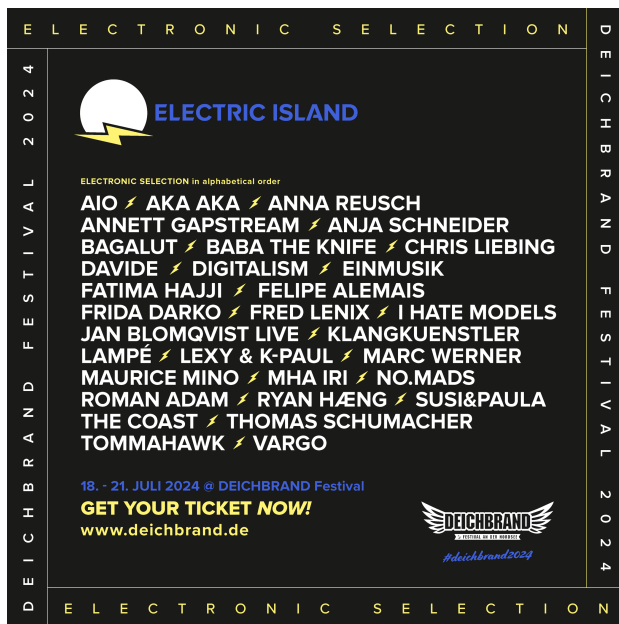 ELECTRONIC SELECTION
DEICHBRAND FESTIVAL 2024
DEICHBRAND FESTIVAL 2024
ELECTRIC ISLAND
ELECTRONIC SELECTION in alphabetical order
AIO AKA AKA ANNA REUSCH
ANNETT GAPSTREAM ANJA SCHNEIDER
BAGALUT BABA THE KNIFE CHRIS LIEBING
DAVIDE DIGITALISM EINMUSIK
FATIMA HAJJI FELIPE ALEMAIS
FRIDA DARKO FRED LENIX I HATE MODELS
JAN BLOMQVIST LIVE KLANGKUENSTLER
LAMPÉ LEXY & K-PAUL MARC WERNER
MAURICE MINO MHA IRI NO.MADS
ROMAN ADAM RYAN HÆNG SUSI&PAULA
THE COAST THOMAS SCHUMACHER
TOMMAHAWK VARGO
18. - 21. JULI 2024 @ DEICHBRAND Festival
GET YOUR TICKET NOW!
www.deichbrand.de
DEICHBRAND
FESTIVAL AN DER NORDSEE
#deichbrand2024
ELECTRONIC SELECTION